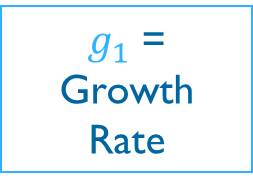 g₁ =
Growth
Rate